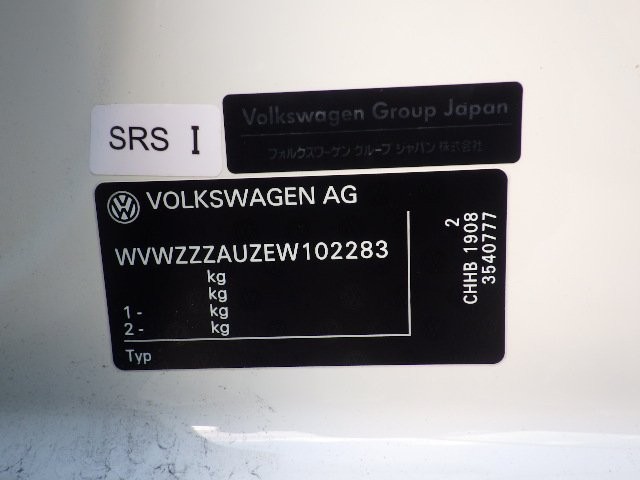 SRS I
Volkswagen Group Japan
フォルクスワーゲン グループ ジャパン 株式会社
VOLKSWAGEN AG
WVWZZZAUZEW102283
kg
kg
1 - kg
2 - kg
Typ
2
CHHB 1908
3540777